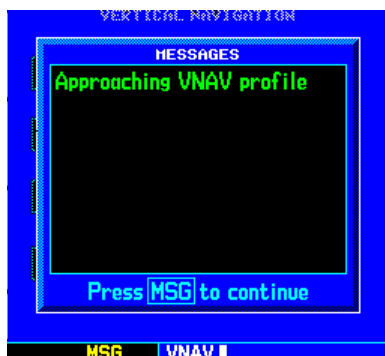 VERTICAL NAVIGATION
MESSAGES
Approaching VNAV profile
Press MSG to continue
MSG VNAV